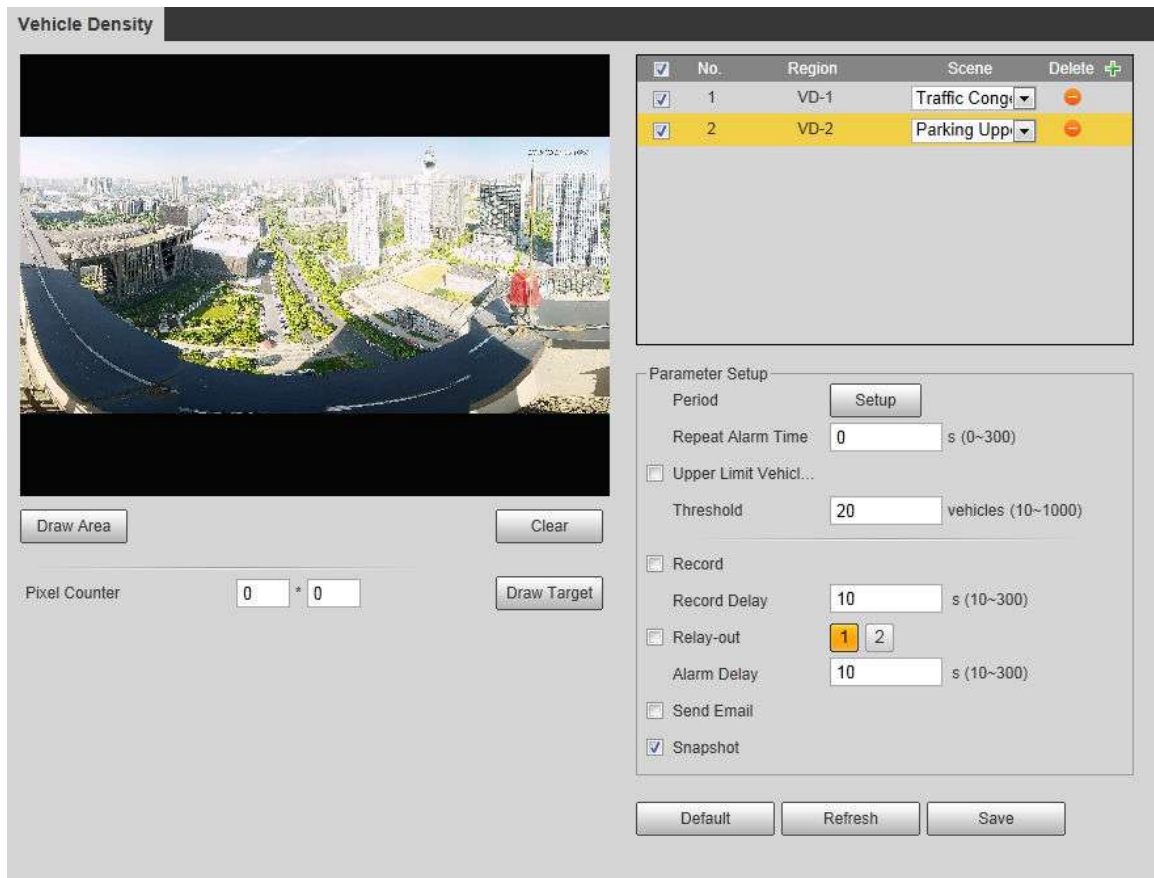 Vehicle Density
No. Region Scene Delete
1 VD-1 Traffic Cong
2 VD-2 Parking Upp
Draw Area Clear
Pixel Counter 0 * 0 Draw Target
Parameter Setup
Period Setup
Repeat Alarm Time 0 s (0~300)
Upper Limit Vehicl...
Threshold 20 vehicles (10~1000)
Record
Record Delay 10 s (10~300)
Relay-out 1 2
Alarm Delay 10 s (10~300)
Send Email
Snapshot
Default Refresh Save